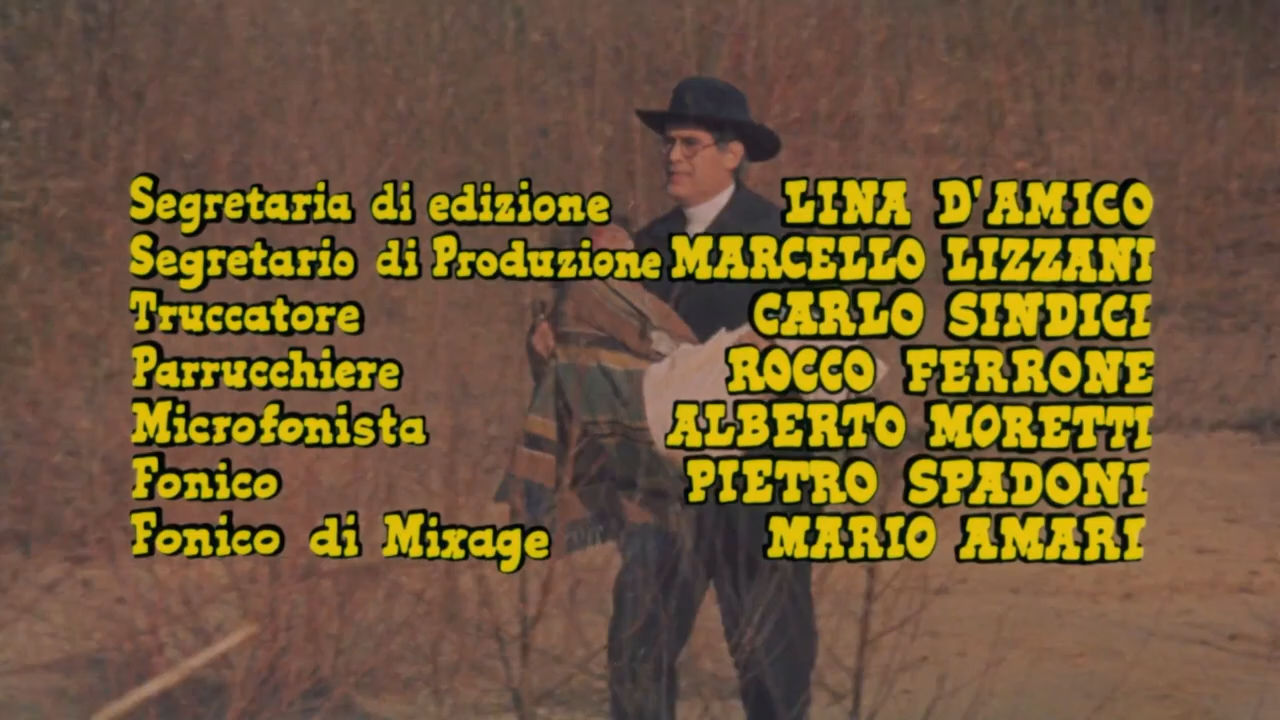 Segretaria di edizione LINA D'AMICO
Segretario di Produzione MARCELLO LIZZANI
Truccatore CARLO SINDICI
Parrucchiere ROCCO FERRONE
Microfonista ALBERTO MORETTI
Fonico PIETRO SPADONI
Fonico di Mixage MARIO AMARI